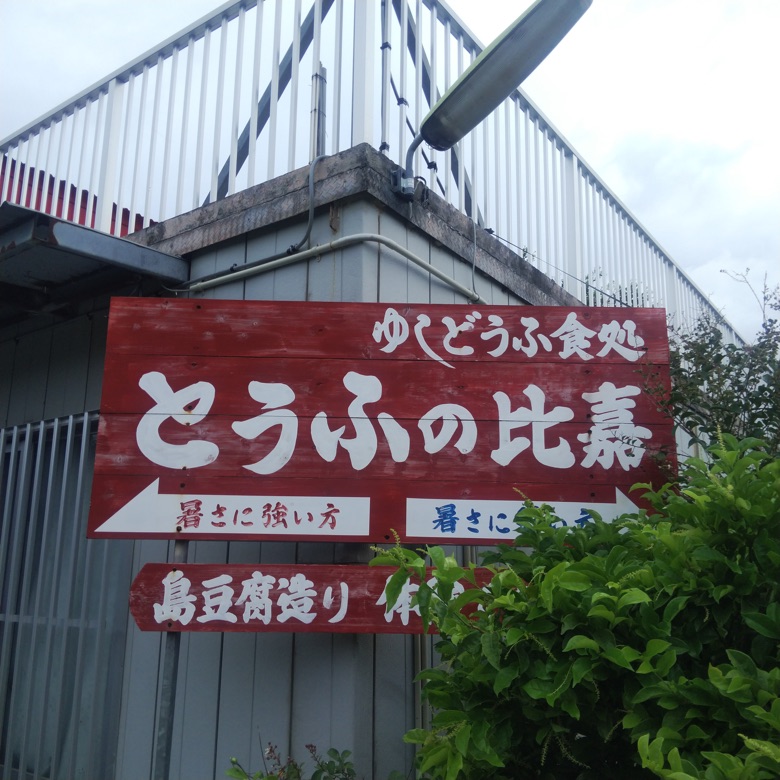 ゆしどうふ食処
とうふの比嘉
暑さに強い方
暑さに
島豆腐造り 体